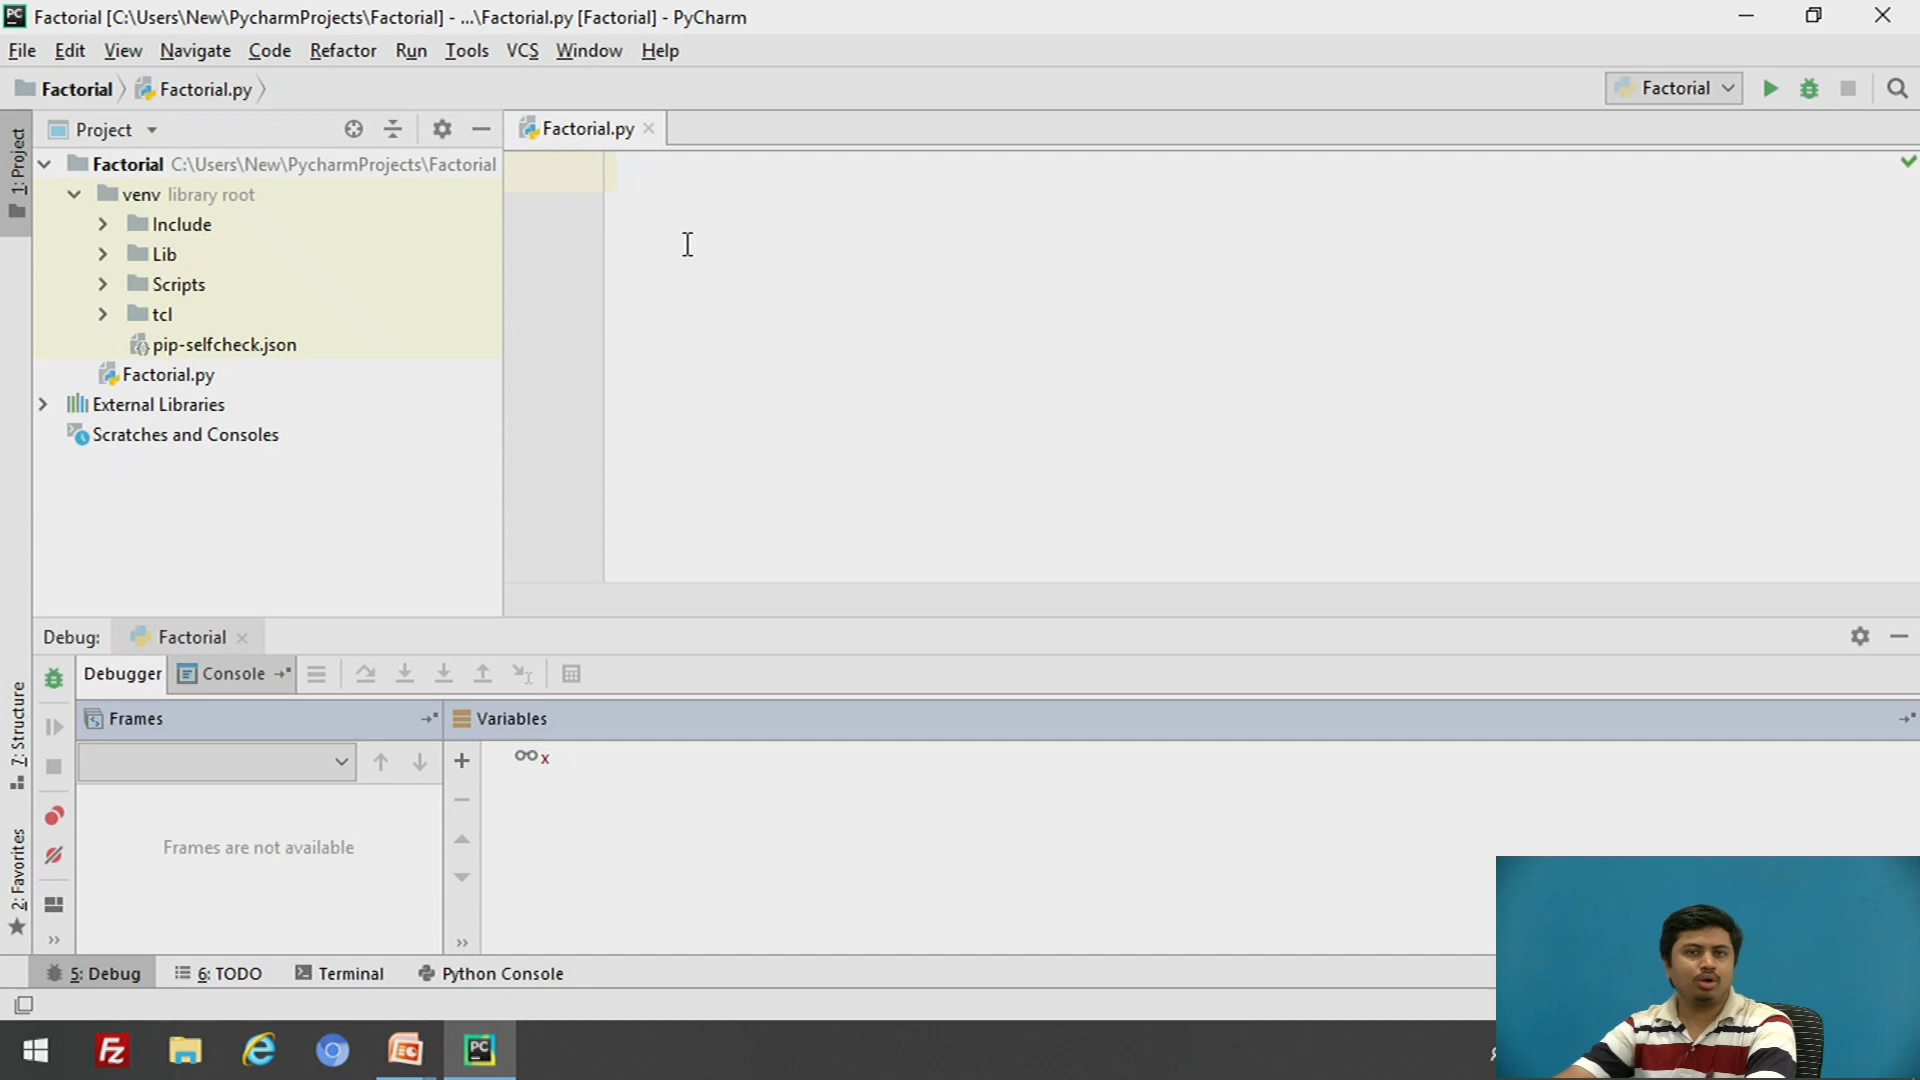 PC Factorial [C:\Users\New\PycharmProjects\Factorial] - ...\Factorial.py [Factorial] - PyCharm
File Edit View Navigate Code Refactor Run Tools VCS Window Help
Factorial Factorial.py Factorial
1: Project
Project
Factorial.py
Factorial C:\Users\New\PycharmProjects\Factorial
venv library root
Include
Lib
Scripts
tcl
pip-selfcheck.json
Factorial.py
External Libraries
Scratches and Consoles
Debug: Factorial
Debugger Console
7: Structure
Frames Variables
x
2: Favorites
Frames are not available
5: Debug 6: TODO Terminal Python Console
Fz PC